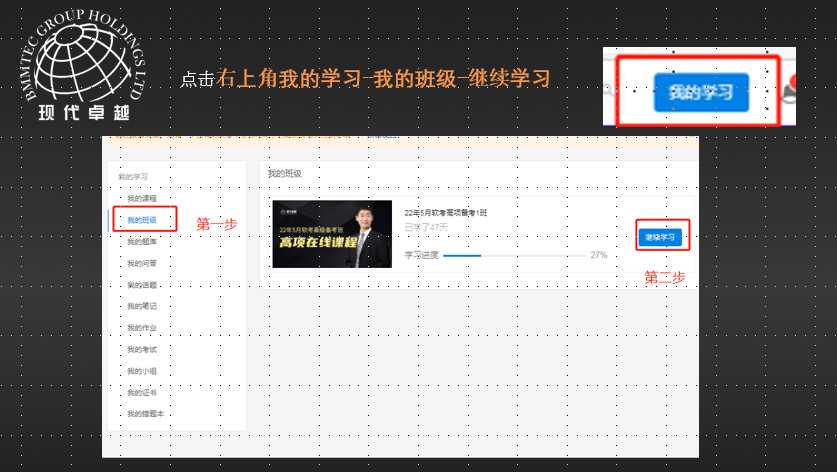 BMMTEC GROUP HOLDINGS LTD
现代卓越
点击右上角我的学习-我的班级-继续学习
我的学习
我的学习
我的课程
我的班级
第一步
我的题库
我的问答
我的话题
我的笔记
我的作业
我的考试
我的小组
我的证书
我的错题本
我的班级
22年5月软考高级备考班
高项在线课程
22年5月软考高项备考1班
已学了47天
学习进度 27%
继续学习
第二步